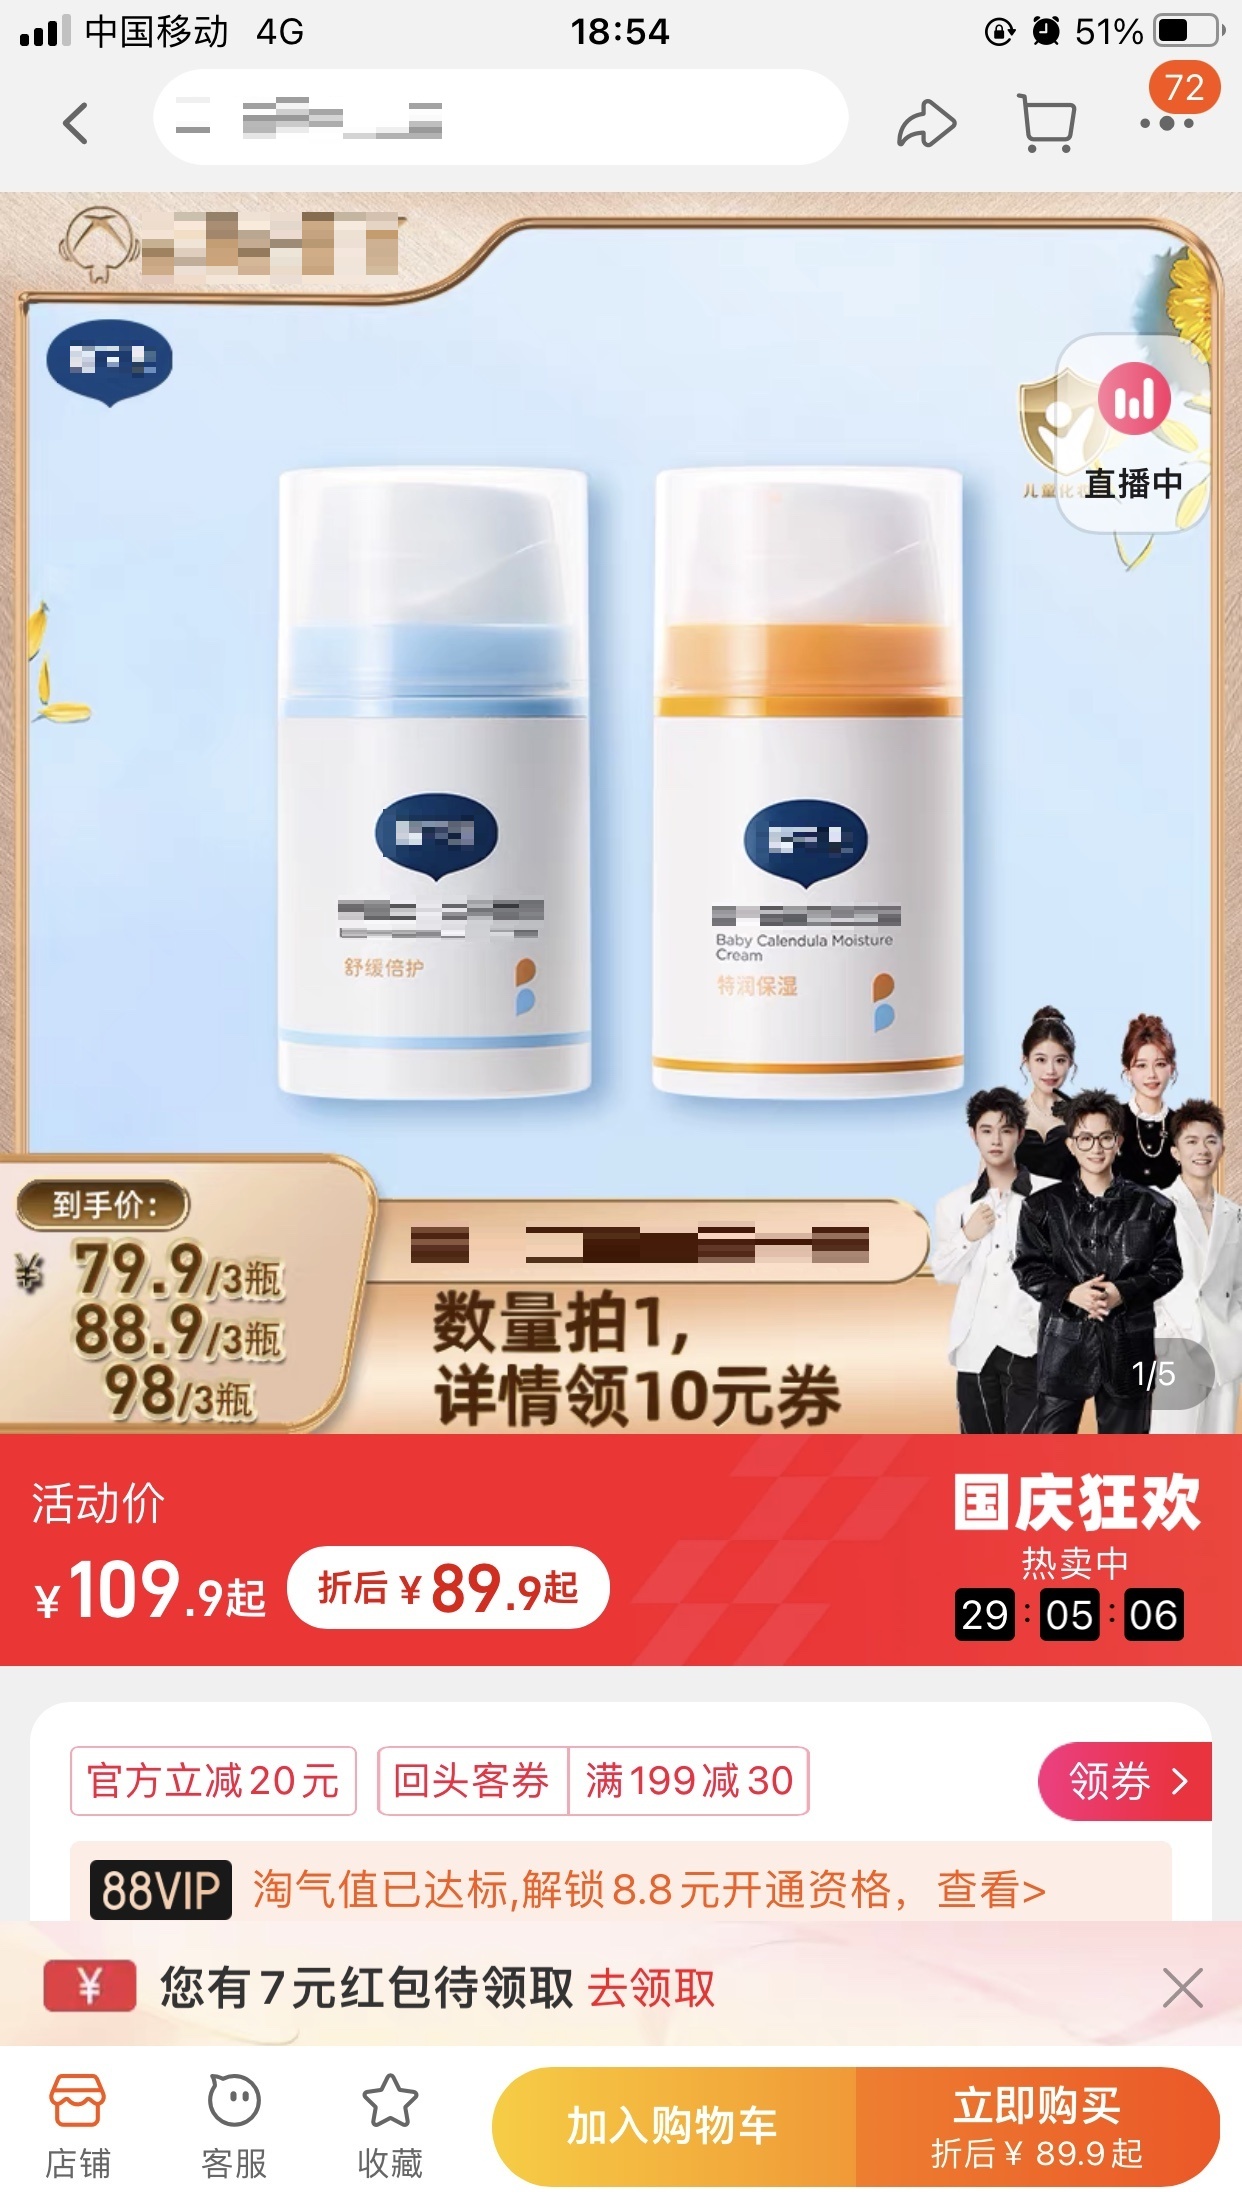 中国移动 4G 18:54 51%
72
直播中
舒缓倍护
Baby Calendula Moisture
Cream
特润保湿
到手价：
¥ 79.9/3瓶
88.9/3瓶
98/3瓶
数量拍1,
详情领10元券
1/5
活动价
¥109.9起 折后¥89.9起
国庆狂欢
热卖中
29:05:06
官方立减20元 回头客券 满199减30 领券 >
88VIP 淘气值已达标,解锁8.8元开通资格，查看>
¥ 您有7元红包待领取 去领取
店铺 客服 收藏
加入购物车
立即购买
折后¥ 89.9起